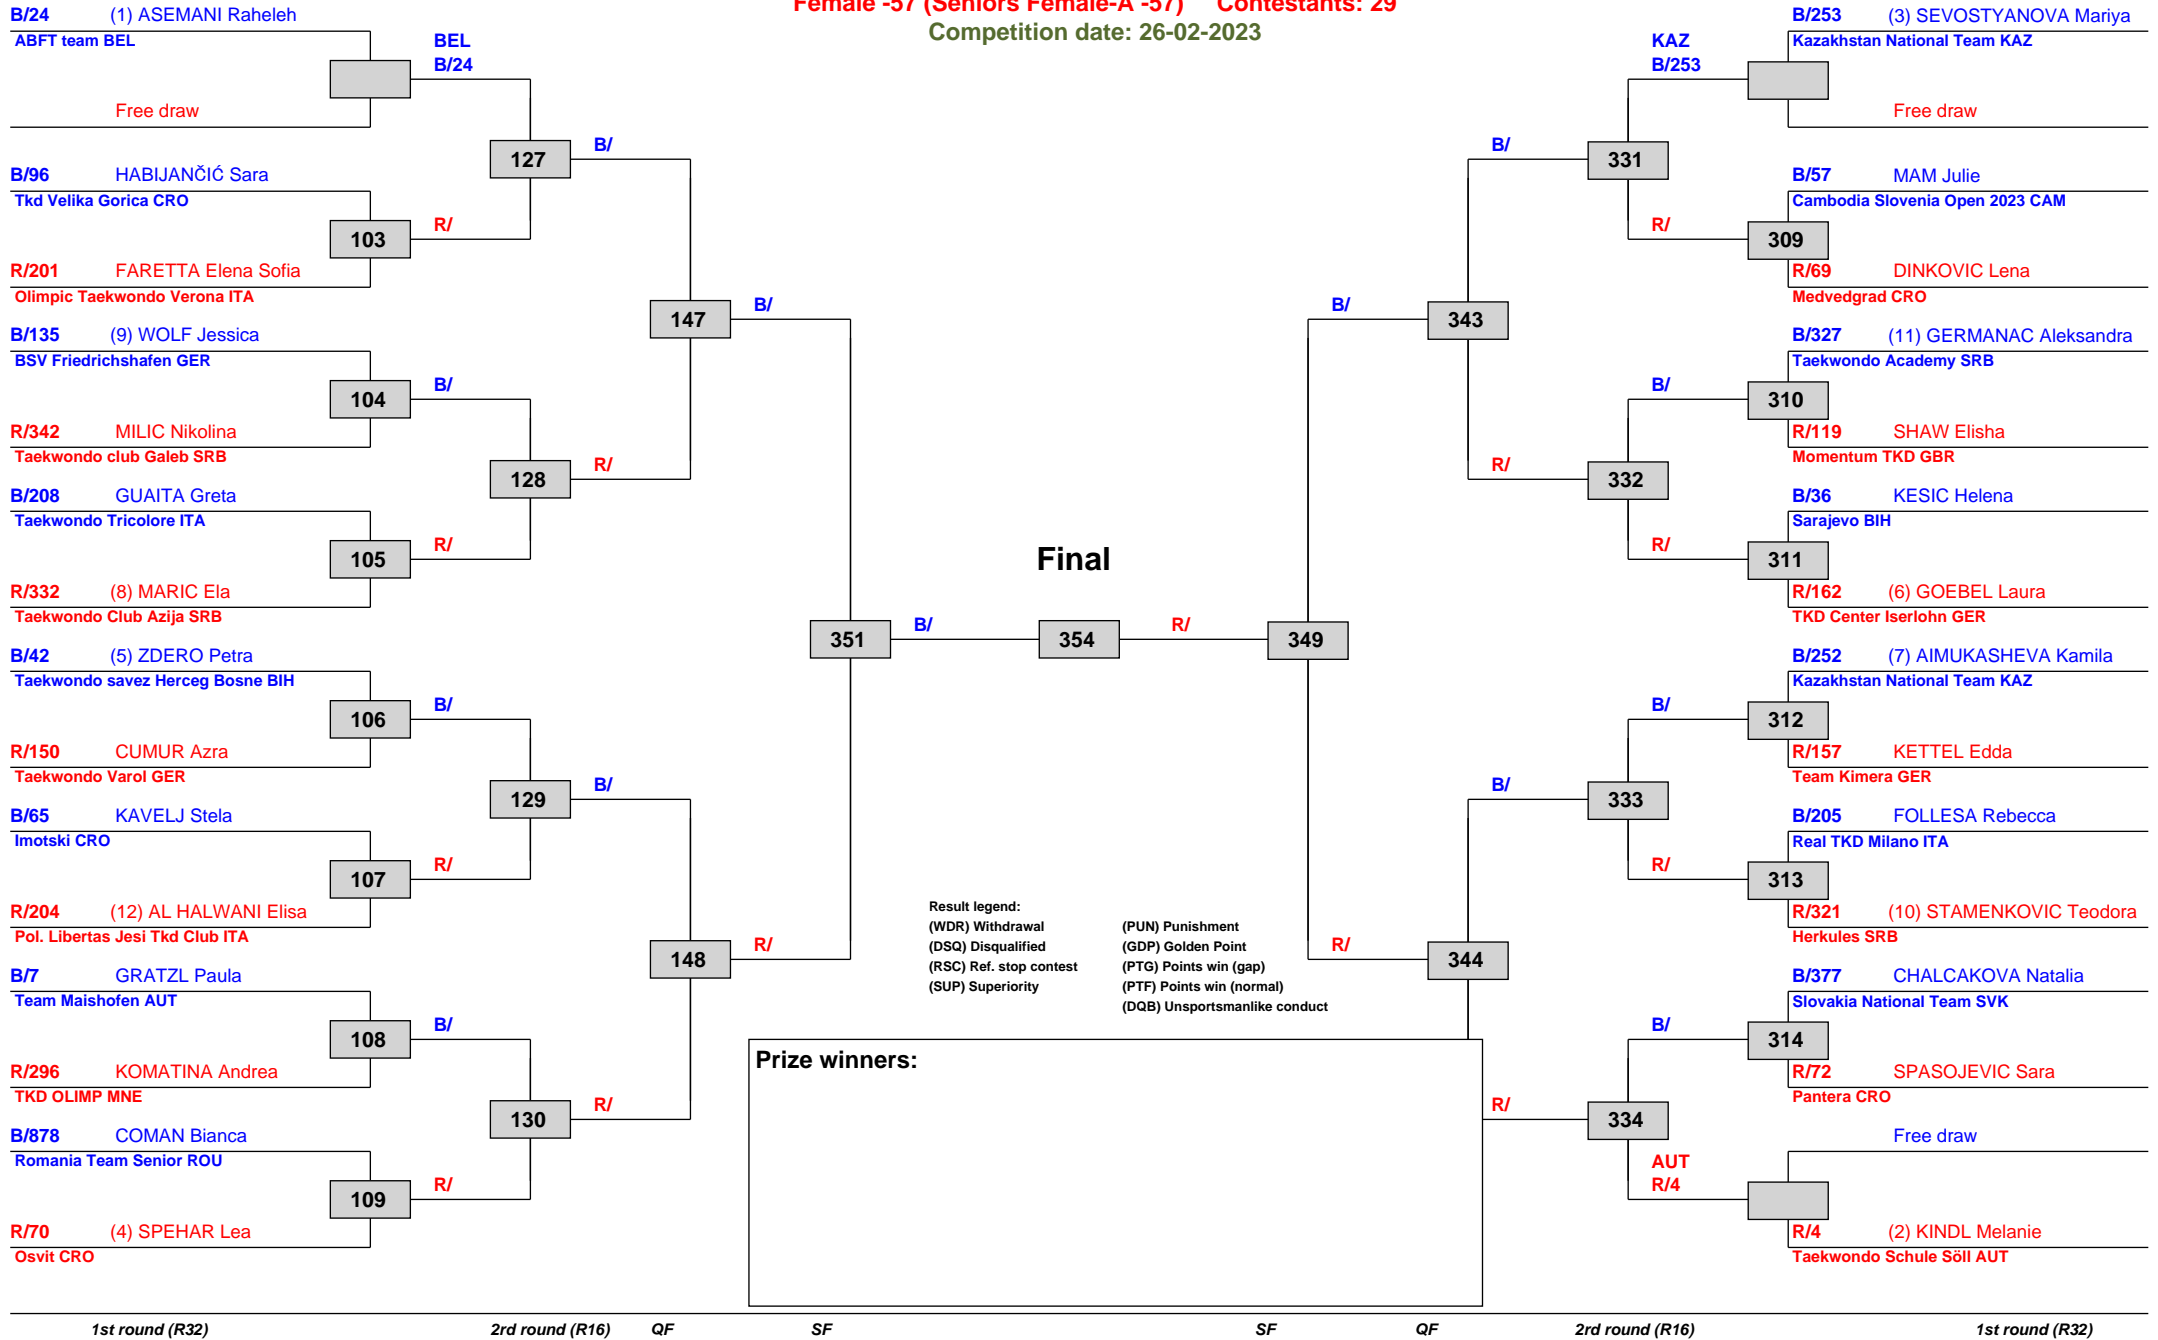 Female -57 (Seniors Female-A -57) Contestants: 29
Competition date: 26-02-2023
B/24 (1) ASEMANI Raheleh
ABFT team BEL
Free draw
BEL
B/24
B/96 HABIJANČIĆ Sara
Tkd Velika Gorica CRO
103
R/201 FARETTA Elena Sofia
Olimpic Taekwondo Verona ITA
R/
127
B/
B/135 (9) WOLF Jessica
BSV Friedrichshafen GER
104
R/342 MILIC Nikolina
Taekwondo club Galeb SRB
B/
B/208 GUAITA Greta
Taekwondo Tricolore ITA
105
R/332 (8) MARIC Ela
Taekwondo Club Azija SRB
R/
128
R/
147
B/
B/42 (5) ZDERO Petra
Taekwondo savez Herceg Bosne BIH
106
R/150 CUMUR Azra
Taekwondo Varol GER
B/
B/65 KAVELJ Stela
Imotski CRO
107
R/204 (12) AL HALWANI Elisa
Pol. Libertas Jesi Tkd Club ITA
R/
129
B/
B/7 GRATZL Paula
Team Maishofen AUT
108
R/296 KOMATINA Andrea
TKD OLIMP MNE
B/
B/878 COMAN Bianca
Romania Team Senior ROU
109
R/70 (4) SPEHAR Lea
Osvit CRO
R/
130
R/
148
R/
351
B/
Final
354
R/
349
B/
343
B/
331
KAZ
B/253
B/253 (3) SEVOSTYANOVA Mariya
Kazakhstan National Team KAZ
Free draw
B/57 MAM Julie
Cambodia Slovenia Open 2023 CAM
R/
309
R/69 DINKOVIC Lena
Medvedgrad CRO
B/327 (11) GERMANAC Aleksandra
Taekwondo Academy SRB
B/
310
R/119 SHAW Elisha
Momentum TKD GBR
R/
332
B/36 KESIC Helena
Sarajevo BIH
R/
311
R/162 (6) GOEBEL Laura
TKD Center Iserlohn GER
B/252 (7) AIMUKASHEVA Kamila
Kazakhstan National Team KAZ
B/
312
R/157 KETTEL Edda
Team Kimera GER
B/
333
B/205 FOLLESA Rebecca
Real TKD Milano ITA
R/
313
R/321 (10) STAMENKOVIC Teodora
Herkules SRB
R/
344
B/377 CHALCAKOVA Natalia
Slovakia National Team SVK
B/
314
R/72 SPASOJEVIC Sara
Pantera CRO
R/
334
Free draw
AUT
R/4
R/4 (2) KINDL Melanie
Taekwondo Schule Söll AUT
Result legend:
(WDR) Withdrawal (PUN) Punishment
(DSQ) Disqualified (GDP) Golden Point
(RSC) Ref. stop contest (PTG) Points win (gap)
(SUP) Superiority (PTF) Points win (normal)
(DQB) Unsportsmanlike conduct
Prize winners:
1st round (R32) 2rd round (R16) QF SF SF QF 2rd round (R16) 1st round (R32)